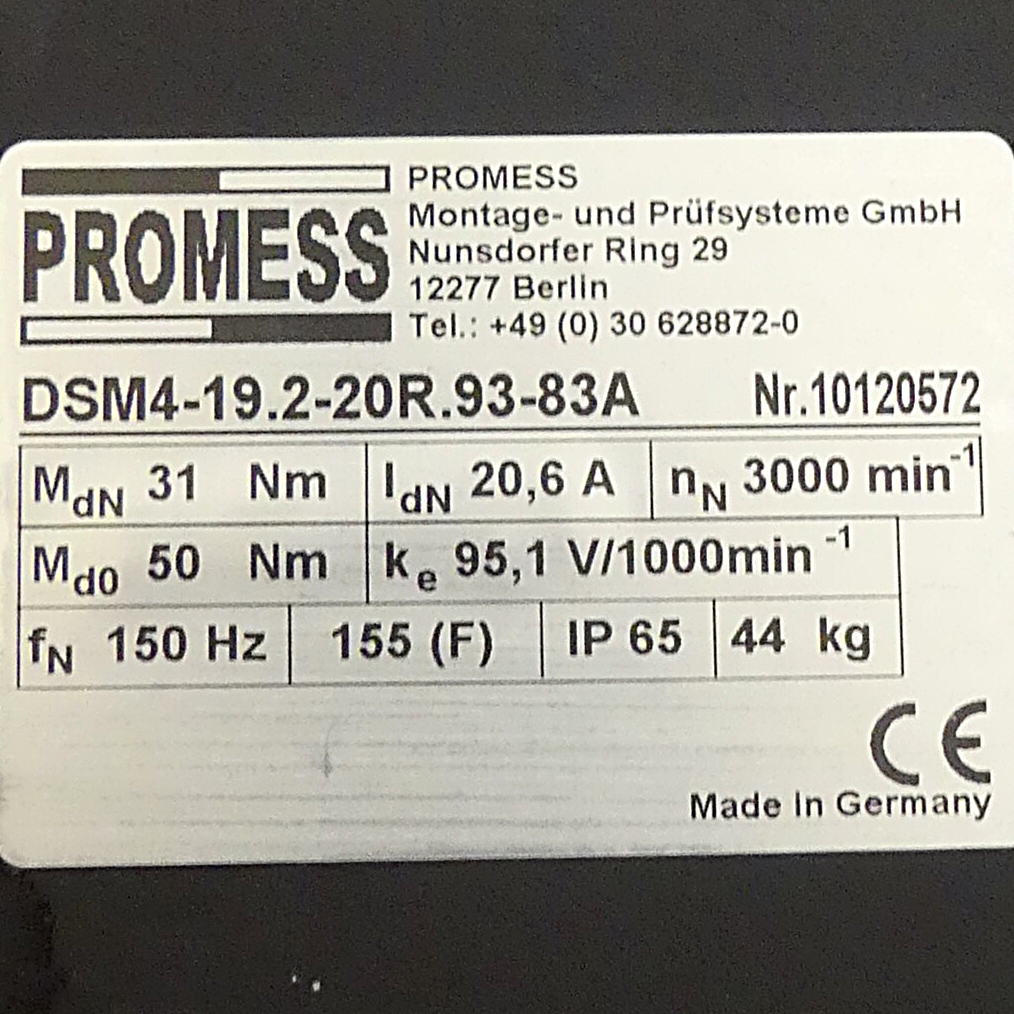 PROMESS
PROMESS
Montage- und Prüfsysteme GmbH
Nunsdorfer Ring 29
12277 Berlin
Tel.: +49 (0) 30 628872-0
DSM4-19.2-20R.93-83A Nr.10120572
MdN 31 Nm IdN 20,6 A nN 3000 min-1
Md0 50 Nm ke 95,1 V/1000min -1
fN 150 Hz 155 (F) IP 65 44 kg
CE
Made In Germany